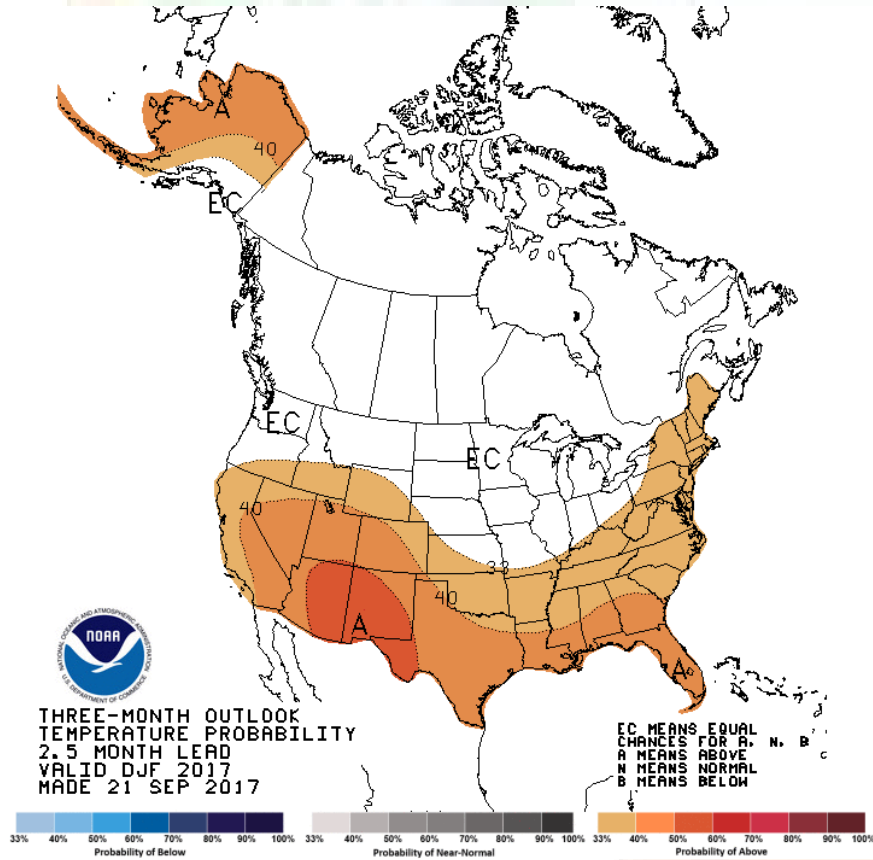 A
40
EC
EC
EC
40
33
40
A
A
NATIONAL OCEANIC AND ATMOSPHERIC ADMINISTRATION
NOAA
U.S. DEPARTMENT OF COMMERCE
THREE-MONTH OUTLOOK
TEMPERATURE PROBABILITY
2.5 MONTH LEAD
VALID DJF 2017
MADE 21 SEP 2017
EC MEANS EQUAL
CHANCES FOR A, N, B
A MEANS ABOVE
N MEANS NORMAL
B MEANS BELOW
33% 40% 50% 60% 70% 80% 90% 100%
Probability of Below
33% 40% 50% 60% 70% 80% 90% 100%
Probability of Near-Normal
33% 40% 50% 60% 70% 80% 90% 100%
Probability of Above